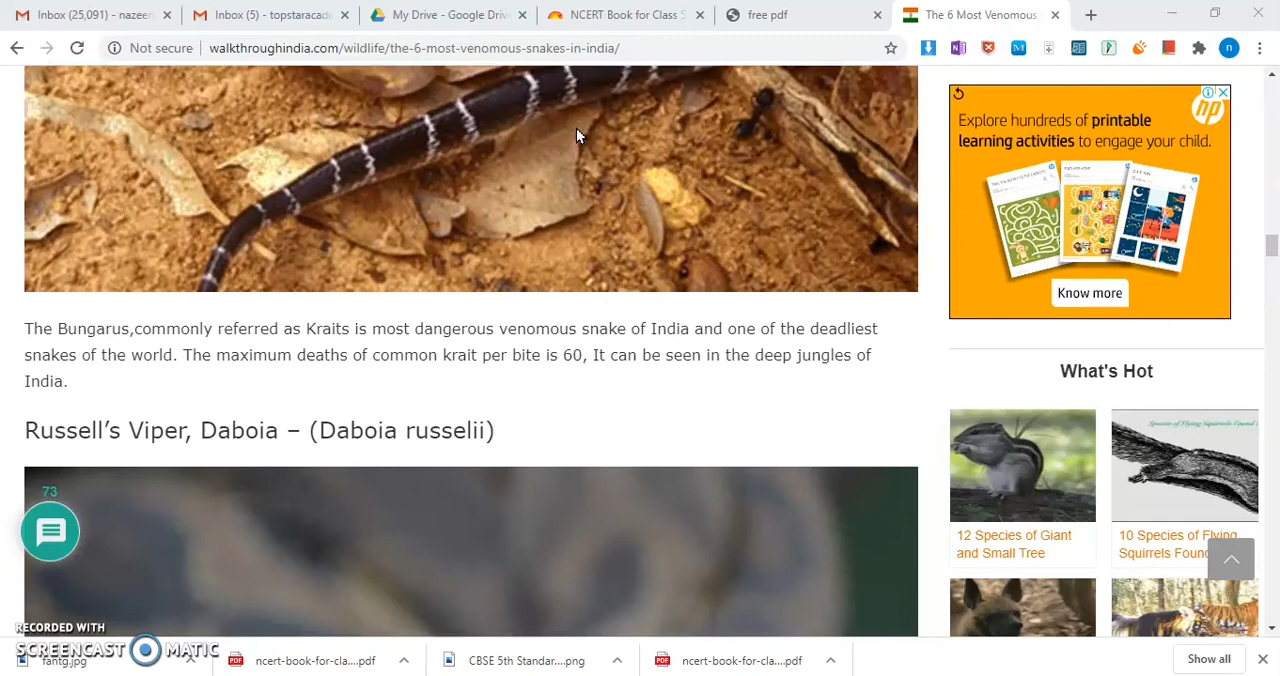 Inbox (25,091) - nazeem
Inbox (5) - topstaracade
My Drive - Google Driv
NCERT Book for Class 5
free pdf
The 6 Most Venomous
Not secure
walkthroughindia.com/wildlife/the-6-most-venomous-snakes-in-india/
n
hp
Explore hundreds of printable
learning activities to engage your child.
Know more
The Bungarus,commonly referred as Kraits is most dangerous venomous snake of India and one of the deadliest
snakes of the world. The maximum deaths of common krait per bite is 60, It can be seen in the deep jungles of
India.
What's Hot
Russell's Viper, Daboia – (Daboia russelii)
73
12 Species of Giant
and Small Tree
10 Species of Flying
Squirrels Foun
RECORDED WITH
SCREENCAST MATIC
fantg.jpg
ncert-book-for-cla....pdf
CBSE 5th Standar....png
ncert-book-for-cla....pdf
Show all